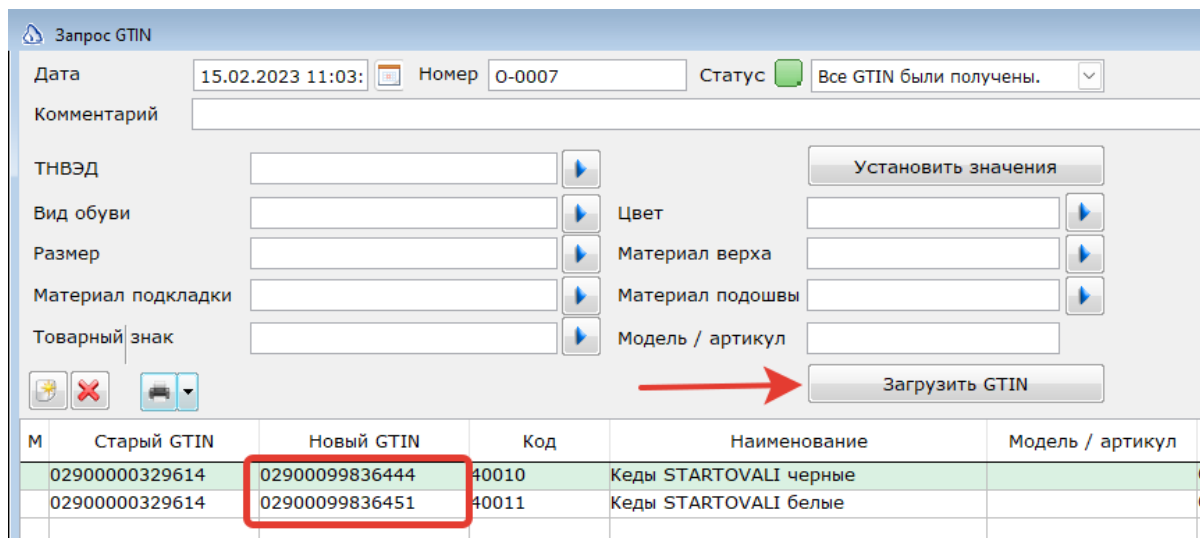 Запрос GTIN
Дата 15.02.2023 11:03: Номер О-0007 Статус Все GTIN были получены.
Комментарий
ТНВЭД Установить значения
Вид обуви Цвет
Размер Материал верха
Материал подкладки Материал подошвы
Товарный знак Модель / артикул
Загрузить GTIN
М Старый GTIN Новый GTIN Код Наименование Модель / артикул
02900000329614 02900099836444 40010 Кеды STARTOVALI черные
02900000329614 02900099836451 40011 Кеды STARTOVALI белые